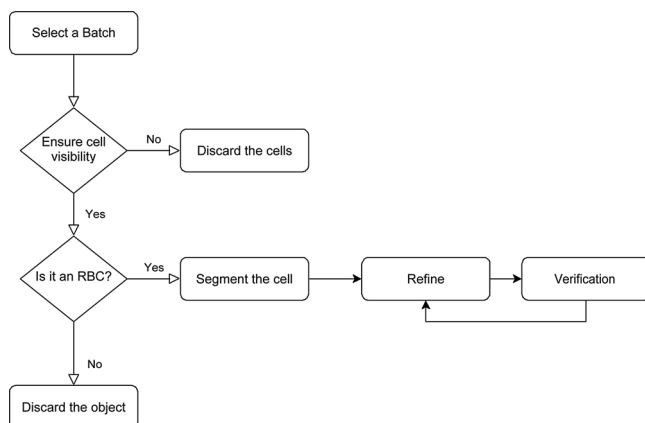 Select a Batch
Ensure cell
visibility
No
Discard the cells
Yes
Is it an RBC?
Yes
Segment the cell
Refine
Verification
No
Discard the object